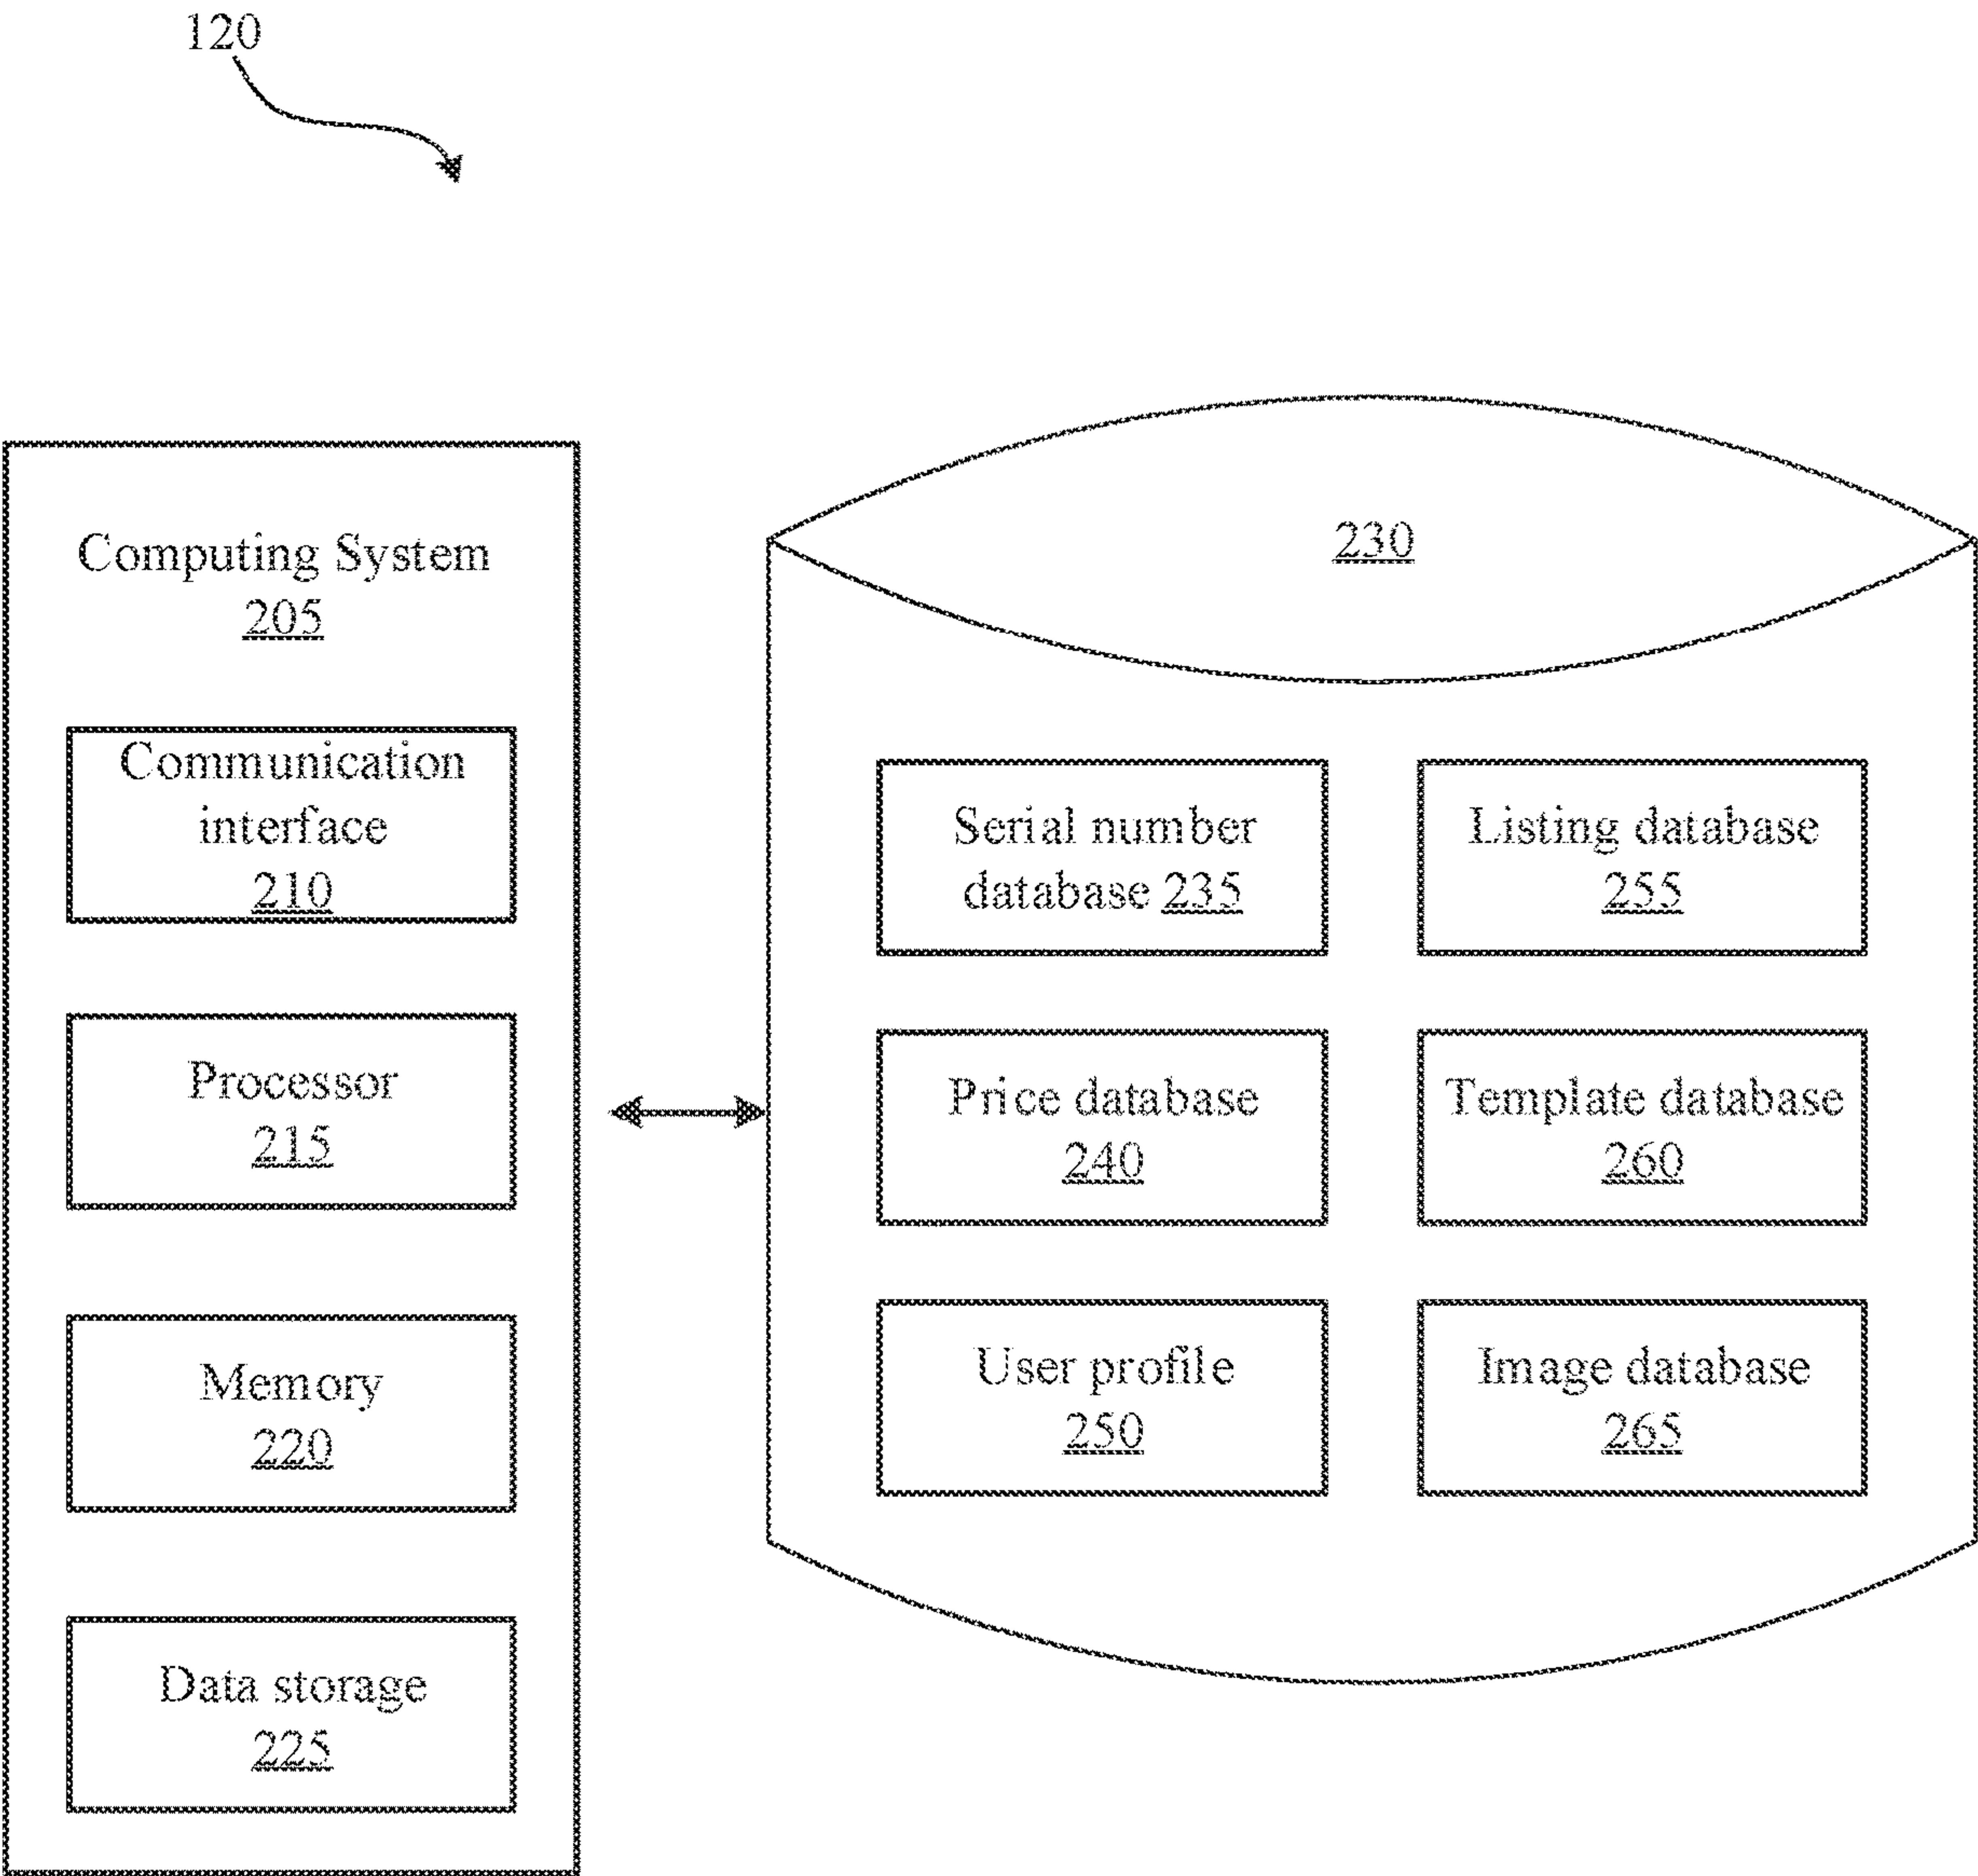 120
Computing System
205
Communication
interface
210
Processor
215
Memory
220
Data storage
225
230
Serial number
database 235
Listing database
255
Price database
240
Template database
260
User profile
250
Image database
265